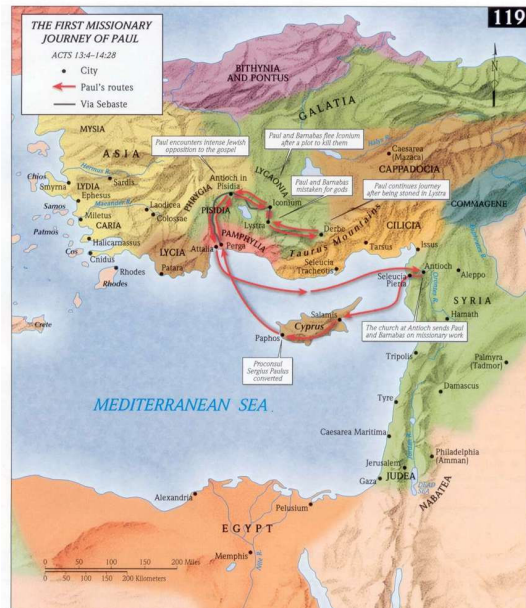 119
THE FIRST MISSIONARY
JOURNEY OF PAUL
ACTS 13:4–14:28
City
Paul's routes
Via Sebaste
N
BITHYNIA
AND PONTUS
GALATIA
MYSIA
ASIA
Paul encounters intense Jewish
opposition to the gospel
Paul and Barnabas flee Iconium
after a plot to kill them
Halys R.
Caesarea
(Mazaca)
CAPPADOCIA
Chios
Smyrna
Hermus R.
LYDIA
Sardis
Ephesus
PHRYGIA
Antioch in
Pisidia
LYCAONIA
Paul and Barnabas
mistaken for gods
Paul continues journey
after being stoned in Lystra
COMMAGENE
Samos
Maeander R.
Miletus
Laodicea
Colossae
PISIDIA
Iconium
Lystra
Derbe
CARIA
Patmos
Halicarnassus
PAMPHYLIA
Taurus Mountains
CILICIA
Cos
Cnidus
LYCIA
Attalia
Perga
Tarsus
Issus
Rhodes
Rhodes
Patara
Seleucia
Tracheotis
Antioch
Seleucia
Pieria
Aleppo
Orontes R.
SYRIA
Crete
Salamis
Cyprus
Paphos
Hamath
The church at Antioch sends Paul
and Barnabas on missionary work
Proconsul
Sergius Paulus
converted
Tripolis
Palmyra
(Tadmor)
MEDITERRANEAN SEA
Damascus
Tyre
Caesarea Maritima
Philadelphia
(Amman)
Jerusalem
JUDEA
Gaza
NABATEA
Alexandria
Pelusium
EGYPT
Memphis
Nile R.
0 50 100 150 200 Miles
0 50 100 150 200 Kilometers